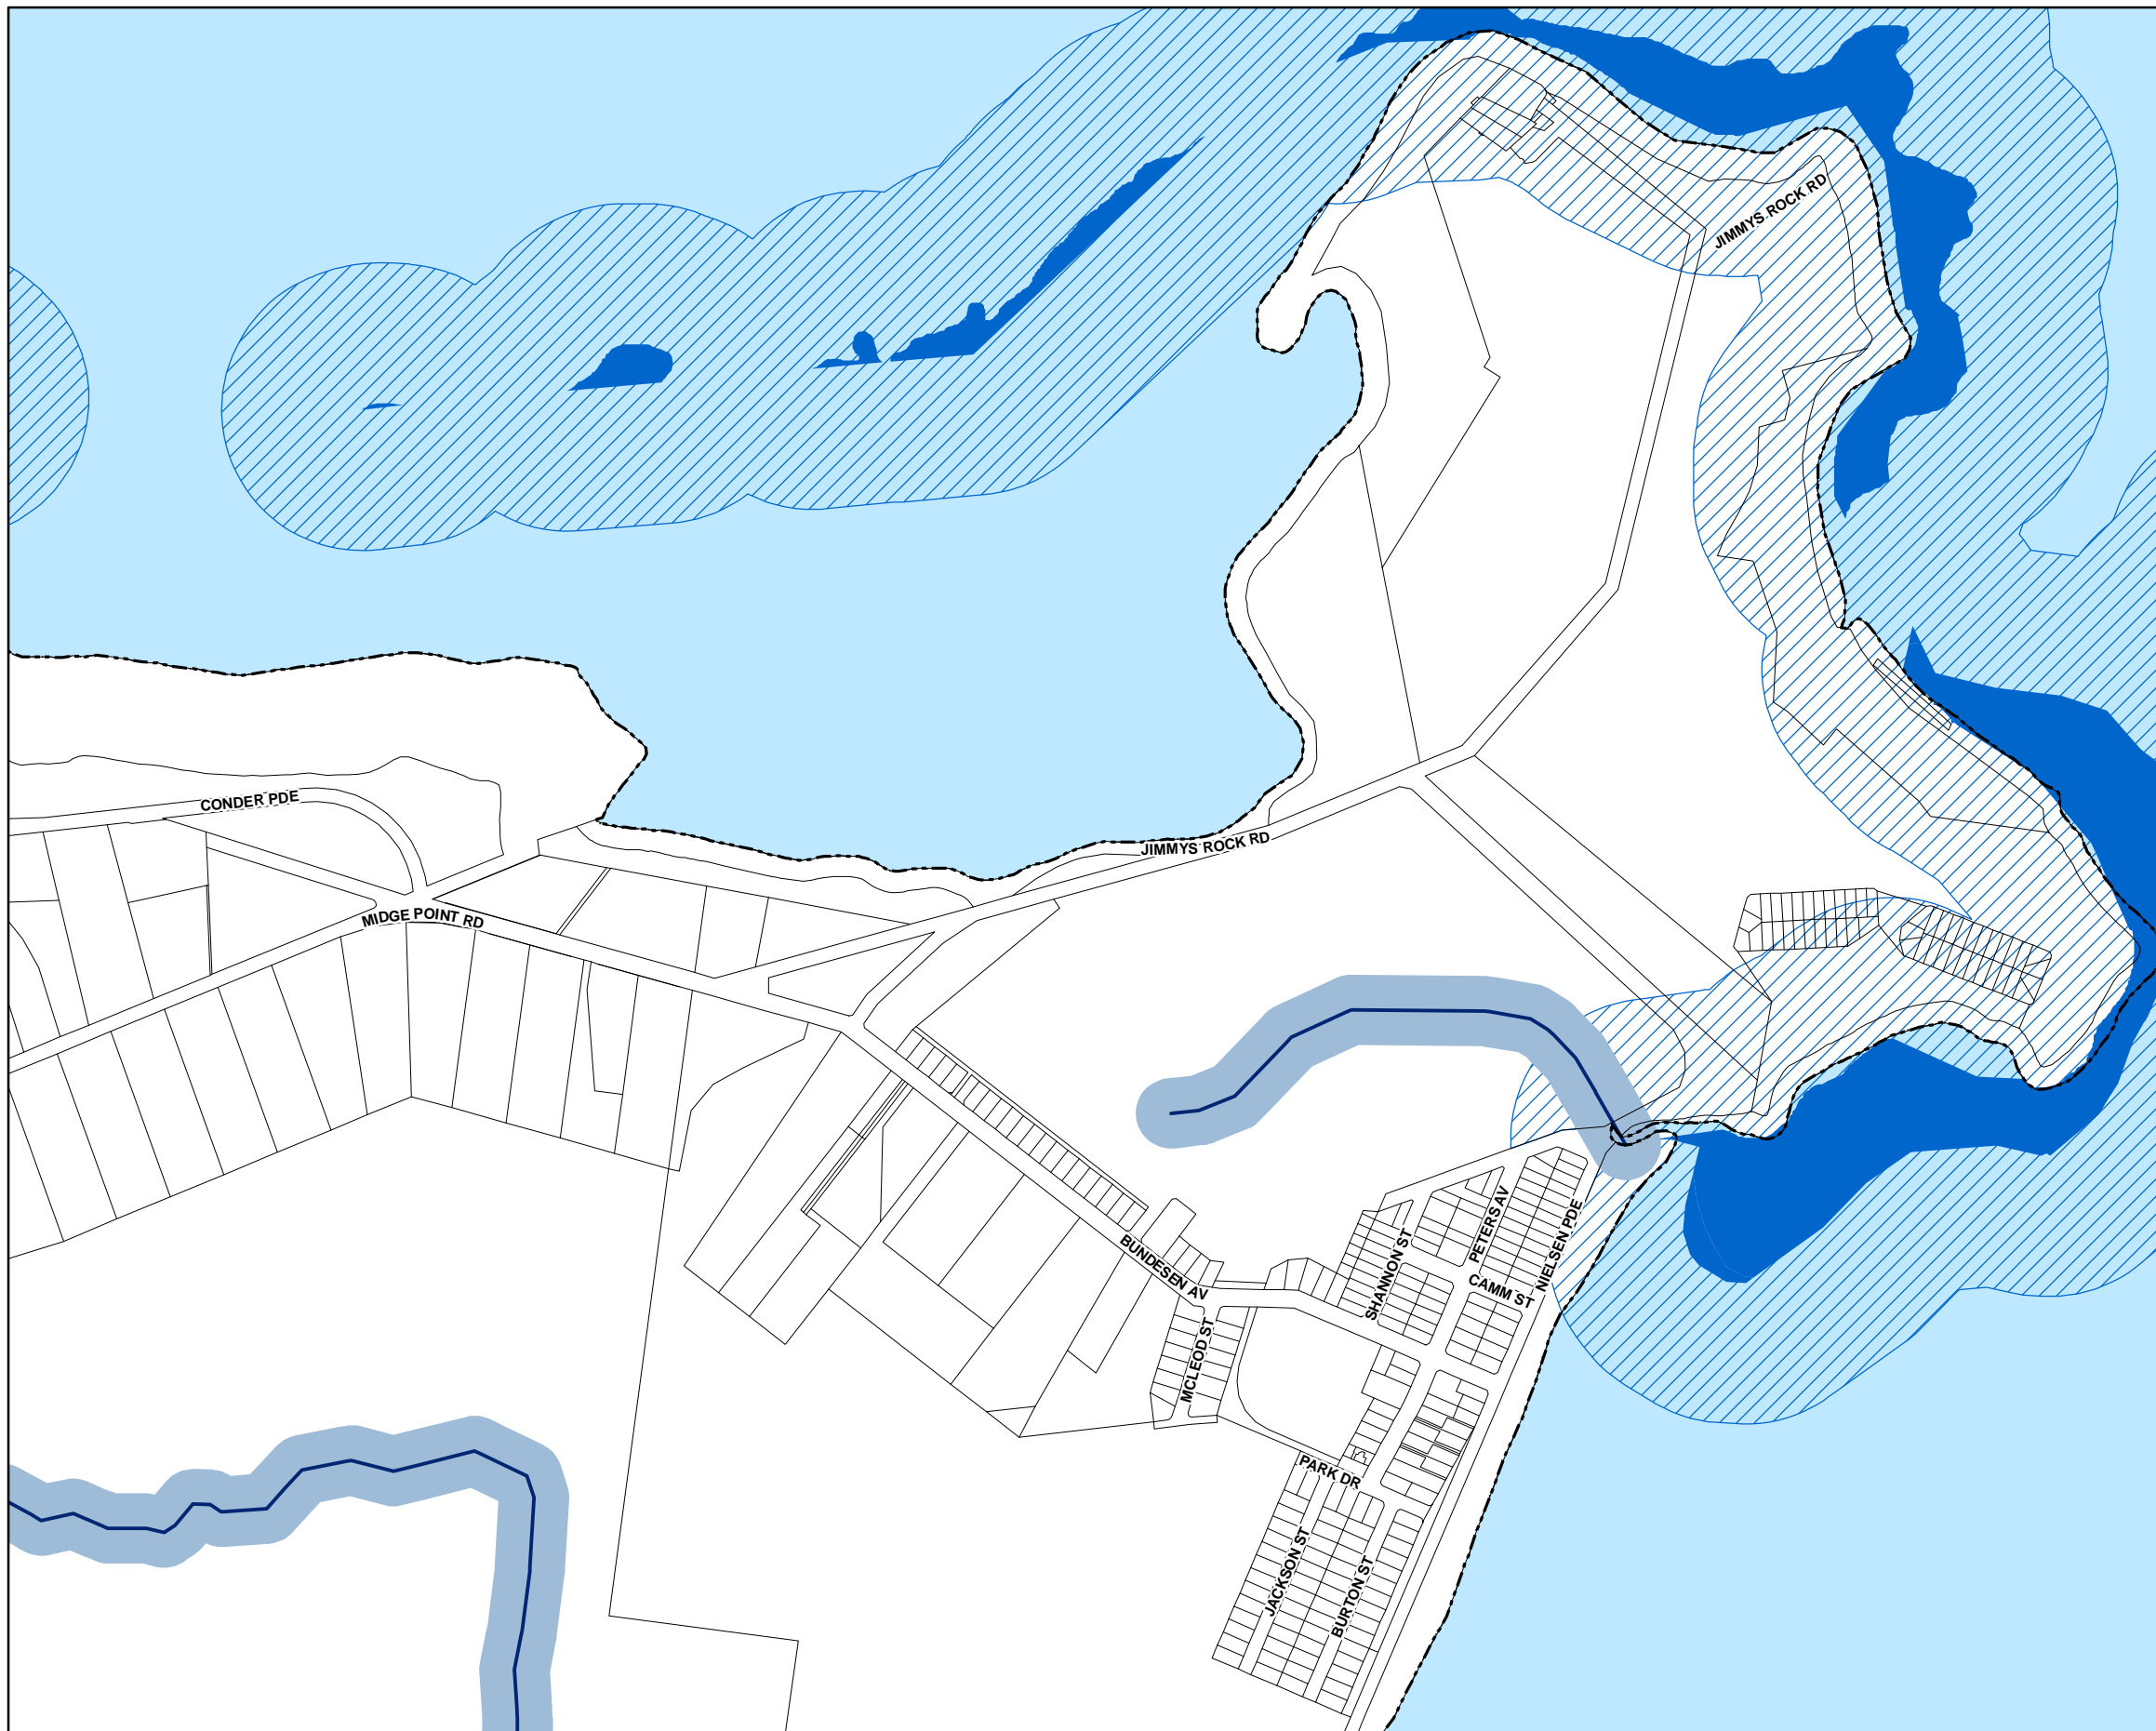 JIMMYS ROCK RD
CONDER PDE
JIMMYS ROCK RD
MIDGE POINT RD
BUNDESEN AV
SHANNON ST
PETERS AV
NIELSEN PDE
CAMM ST
MCLEOD ST
PARK DR
JACKSON ST
BURTON ST